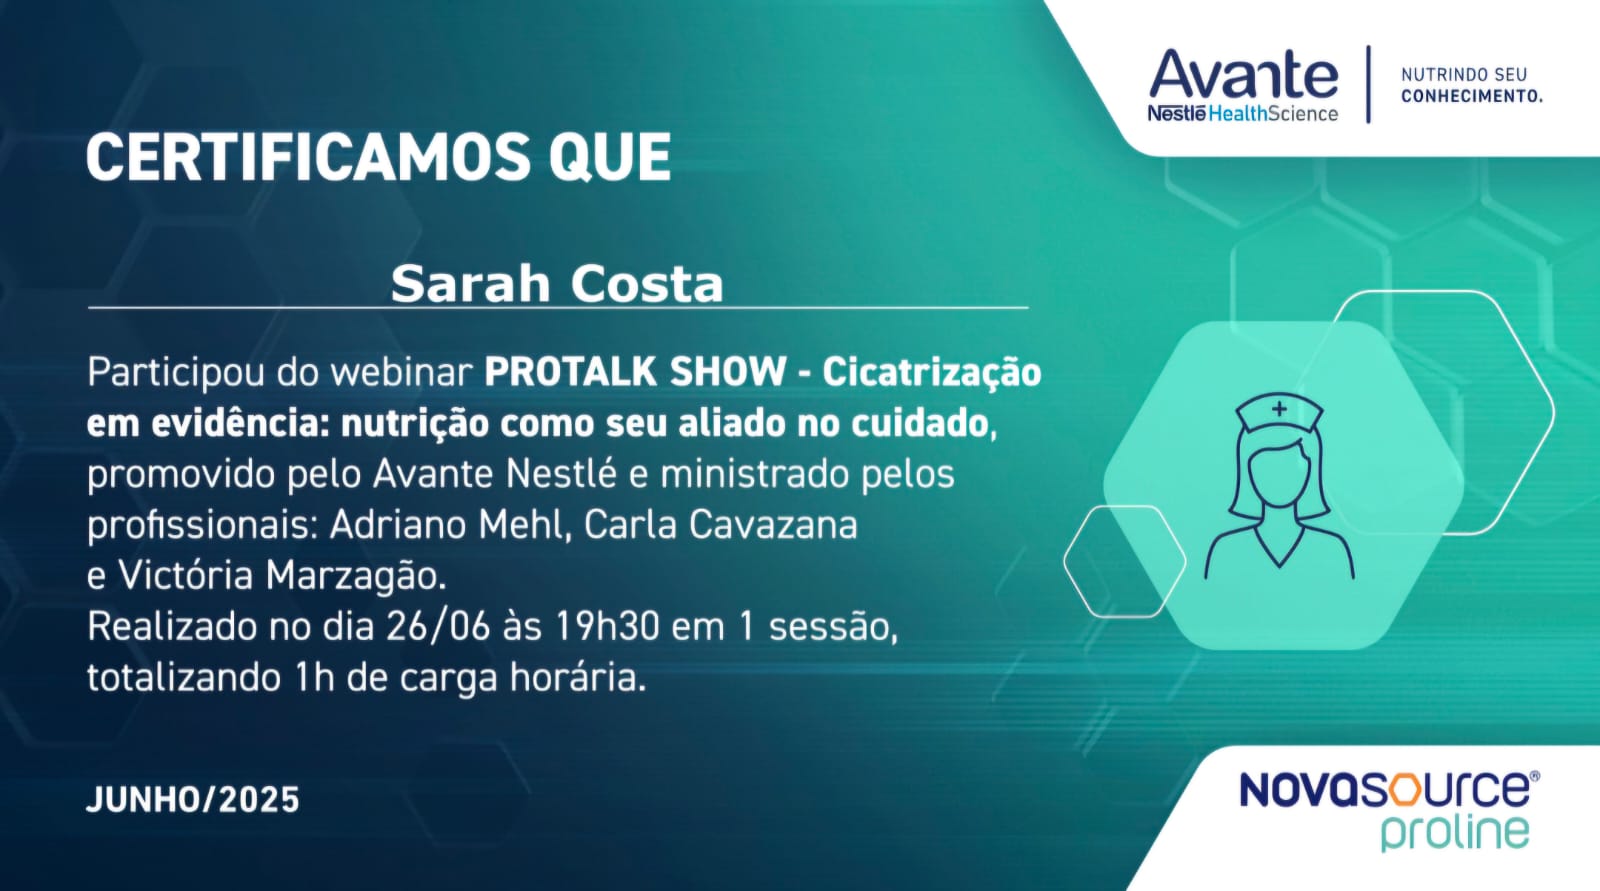 Avante
Nestlé HealthScience
NUTRINDO SEU
CONHECIMENTO.
CERTIFICAMOS QUE
Sarah Costa
Participou do webinar PROTALK SHOW - Cicatrização
em evidência: nutrição como seu aliado no cuidado,
promovido pelo Avante Nestlé e ministrado pelos
profissionais: Adriano Mehl, Carla Cavazana
e Victória Marzagão.
Realizado no dia 26/06 às 19h30 em 1 sessão,
totalizando 1h de carga horária.
JUNHO/2025
NOVASOURCE®
proline